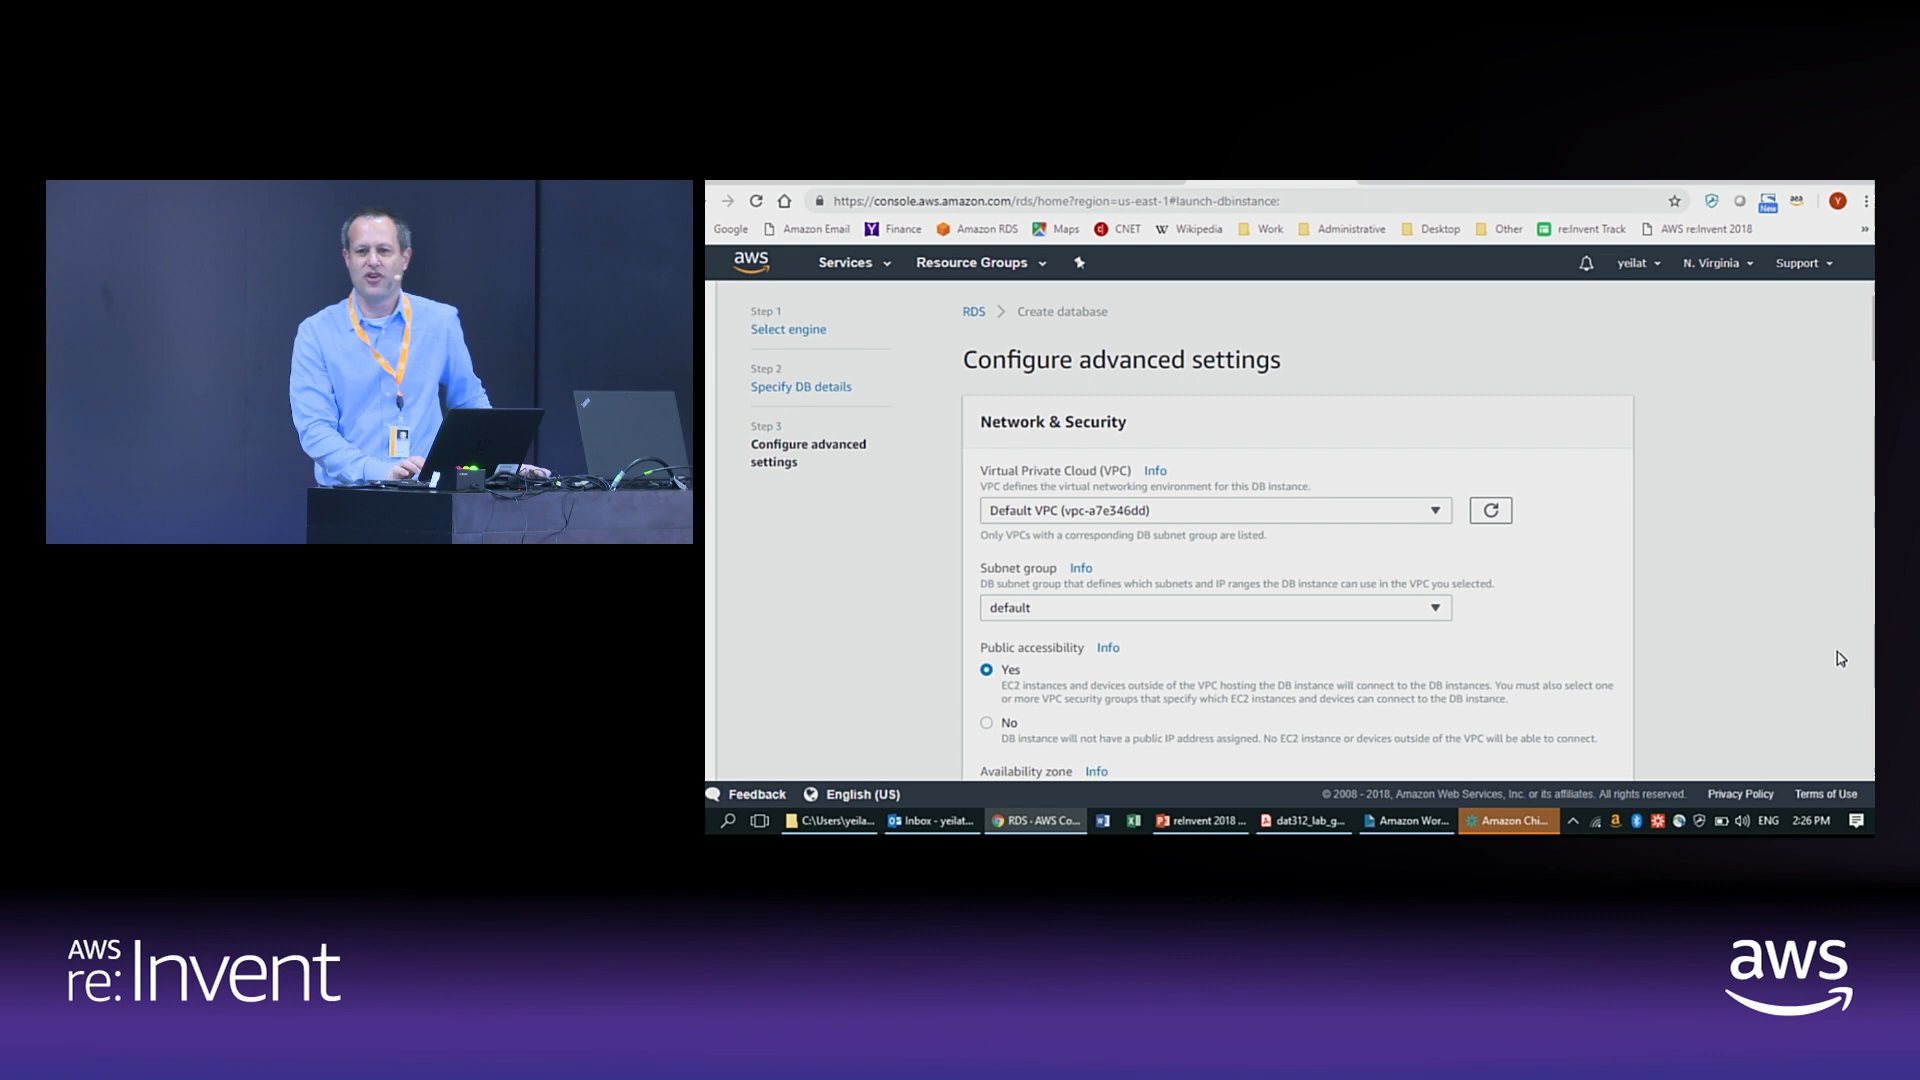 https://console.aws.amazon.com/rds/home?region=us-east-1#launch-dbinstance:
Google Amazon Email Finance Amazon RDS Maps CNET Wikipedia Work Administrative Desktop Other re:Invent Track AWS re:Invent 2018 »
New
Y
aws Services Resource Groups yeilat N. Virginia Support
Step 1
Select engine
Step 2
Specify DB details
Step 3
Configure advanced
settings
RDS > Create database
Configure advanced settings
Network & Security
Virtual Private Cloud (VPC) Info
VPC defines the virtual networking environment for this DB instance.
Default VPC (vpc-a7e346dd)
Only VPCs with a corresponding DB subnet group are listed.
Subnet group Info
DB subnet group that defines which subnets and IP ranges the DB instance can use in the VPC you selected.
default
Public accessibility Info
Yes
EC2 instances and devices outside of the VPC hosting the DB instance will connect to the DB instances. You must also select one
or more VPC security groups that specify which EC2 instances and devices can connect to the DB instance.
No
DB instance will not have a public IP address assigned. No EC2 instance or devices outside of the VPC will be able to connect.
Availability zone Info
Feedback English (US) © 2008 - 2018, Amazon Web Services, Inc. or its affiliates. All rights reserved. Privacy Policy Terms of Use
C:\Users\yeila... Inbox - yeilat... RDS - AWS Co... reInvent 2018 ... dat312_lab_g... Amazon Wor... Amazon Chi... ENG 2:26 PM
AWS
re:Invent
aws